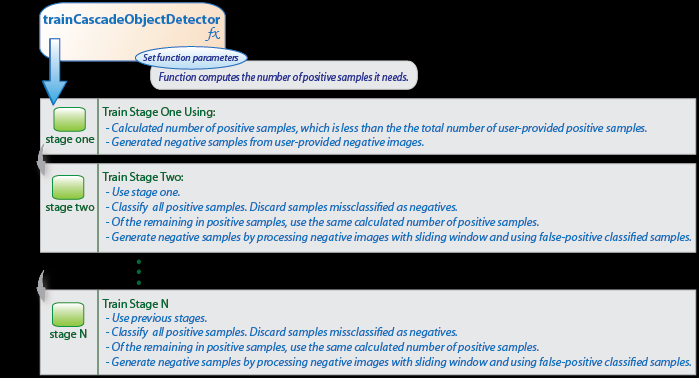 trainCascadeObjectDetector
fx
Set function parameters
Function computes the number of positive samples it needs.
stage one
Train Stage One Using:
- Calculated number of positive samples, which is less than the the total number of user-provided positive samples.
- Generated negative samples from user-provided negative images.
stage two
Train Stage Two:
- Use stage one.
- Classify all positive samples. Discard samples missclassified as negatives.
- Of the remaining in positive samples, use the same calculated number of positive samples.
- Generate negative samples by processing negative images with sliding window and using false-positive classified samples.
stage N
Train Stage N
- Use previous stages.
- Classify all positive samples. Discard samples missclassified as negatives.
- Of the remaining in positive samples, use the same calculated number of positive samples.
- Generate negative samples by processing negative images with sliding window and using false-positive classified samples.